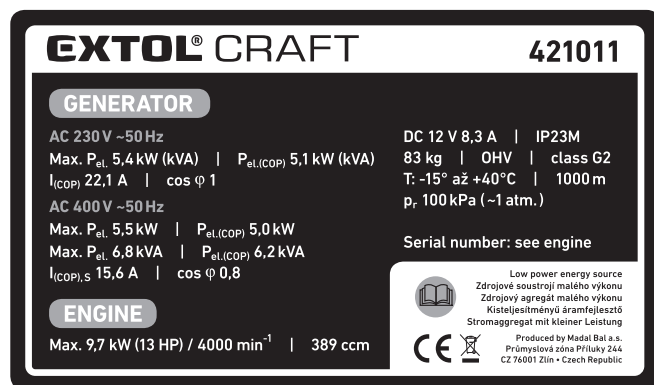 EXTOL® CRAFT 421011
GENERATOR
AC 230 V ~50 Hz
Max. Pel. 5,4 kW (kVA) | Pel.(COP) 5,1 kW (kVA)
I(COP) 22,1 A | cos φ 1
AC 400 V ~50 Hz
Max. Pel. 5,5 kW | Pel.(COP) 5,0 kW
Max. Pel. 6,8 kVA | Pel.(COP) 6,2 kVA
I(COP),S 15,6 A | cos φ 0,8
ENGINE
Max. 9,7 kW (13 HP) / 4000 min-1 | 389 ccm
DC 12 V 8,3 A | IP23M
83 kg | OHV | class G2
T: -15° až +40°C | 1000 m
pr 100 kPa (~1 atm.)
Serial number: see engine
Low power energy source
Zdrojové soustrojí malého výkonu
Zdrojový agregát malého výkonu
Kisteljesítményű áramfejlesztő
Stromaggregat mit kleiner Leistung
CE
Produced by Madal Bal a.s.
Průmyslová zóna Příluky 244
CZ 76001 Zlín • Czech Republic